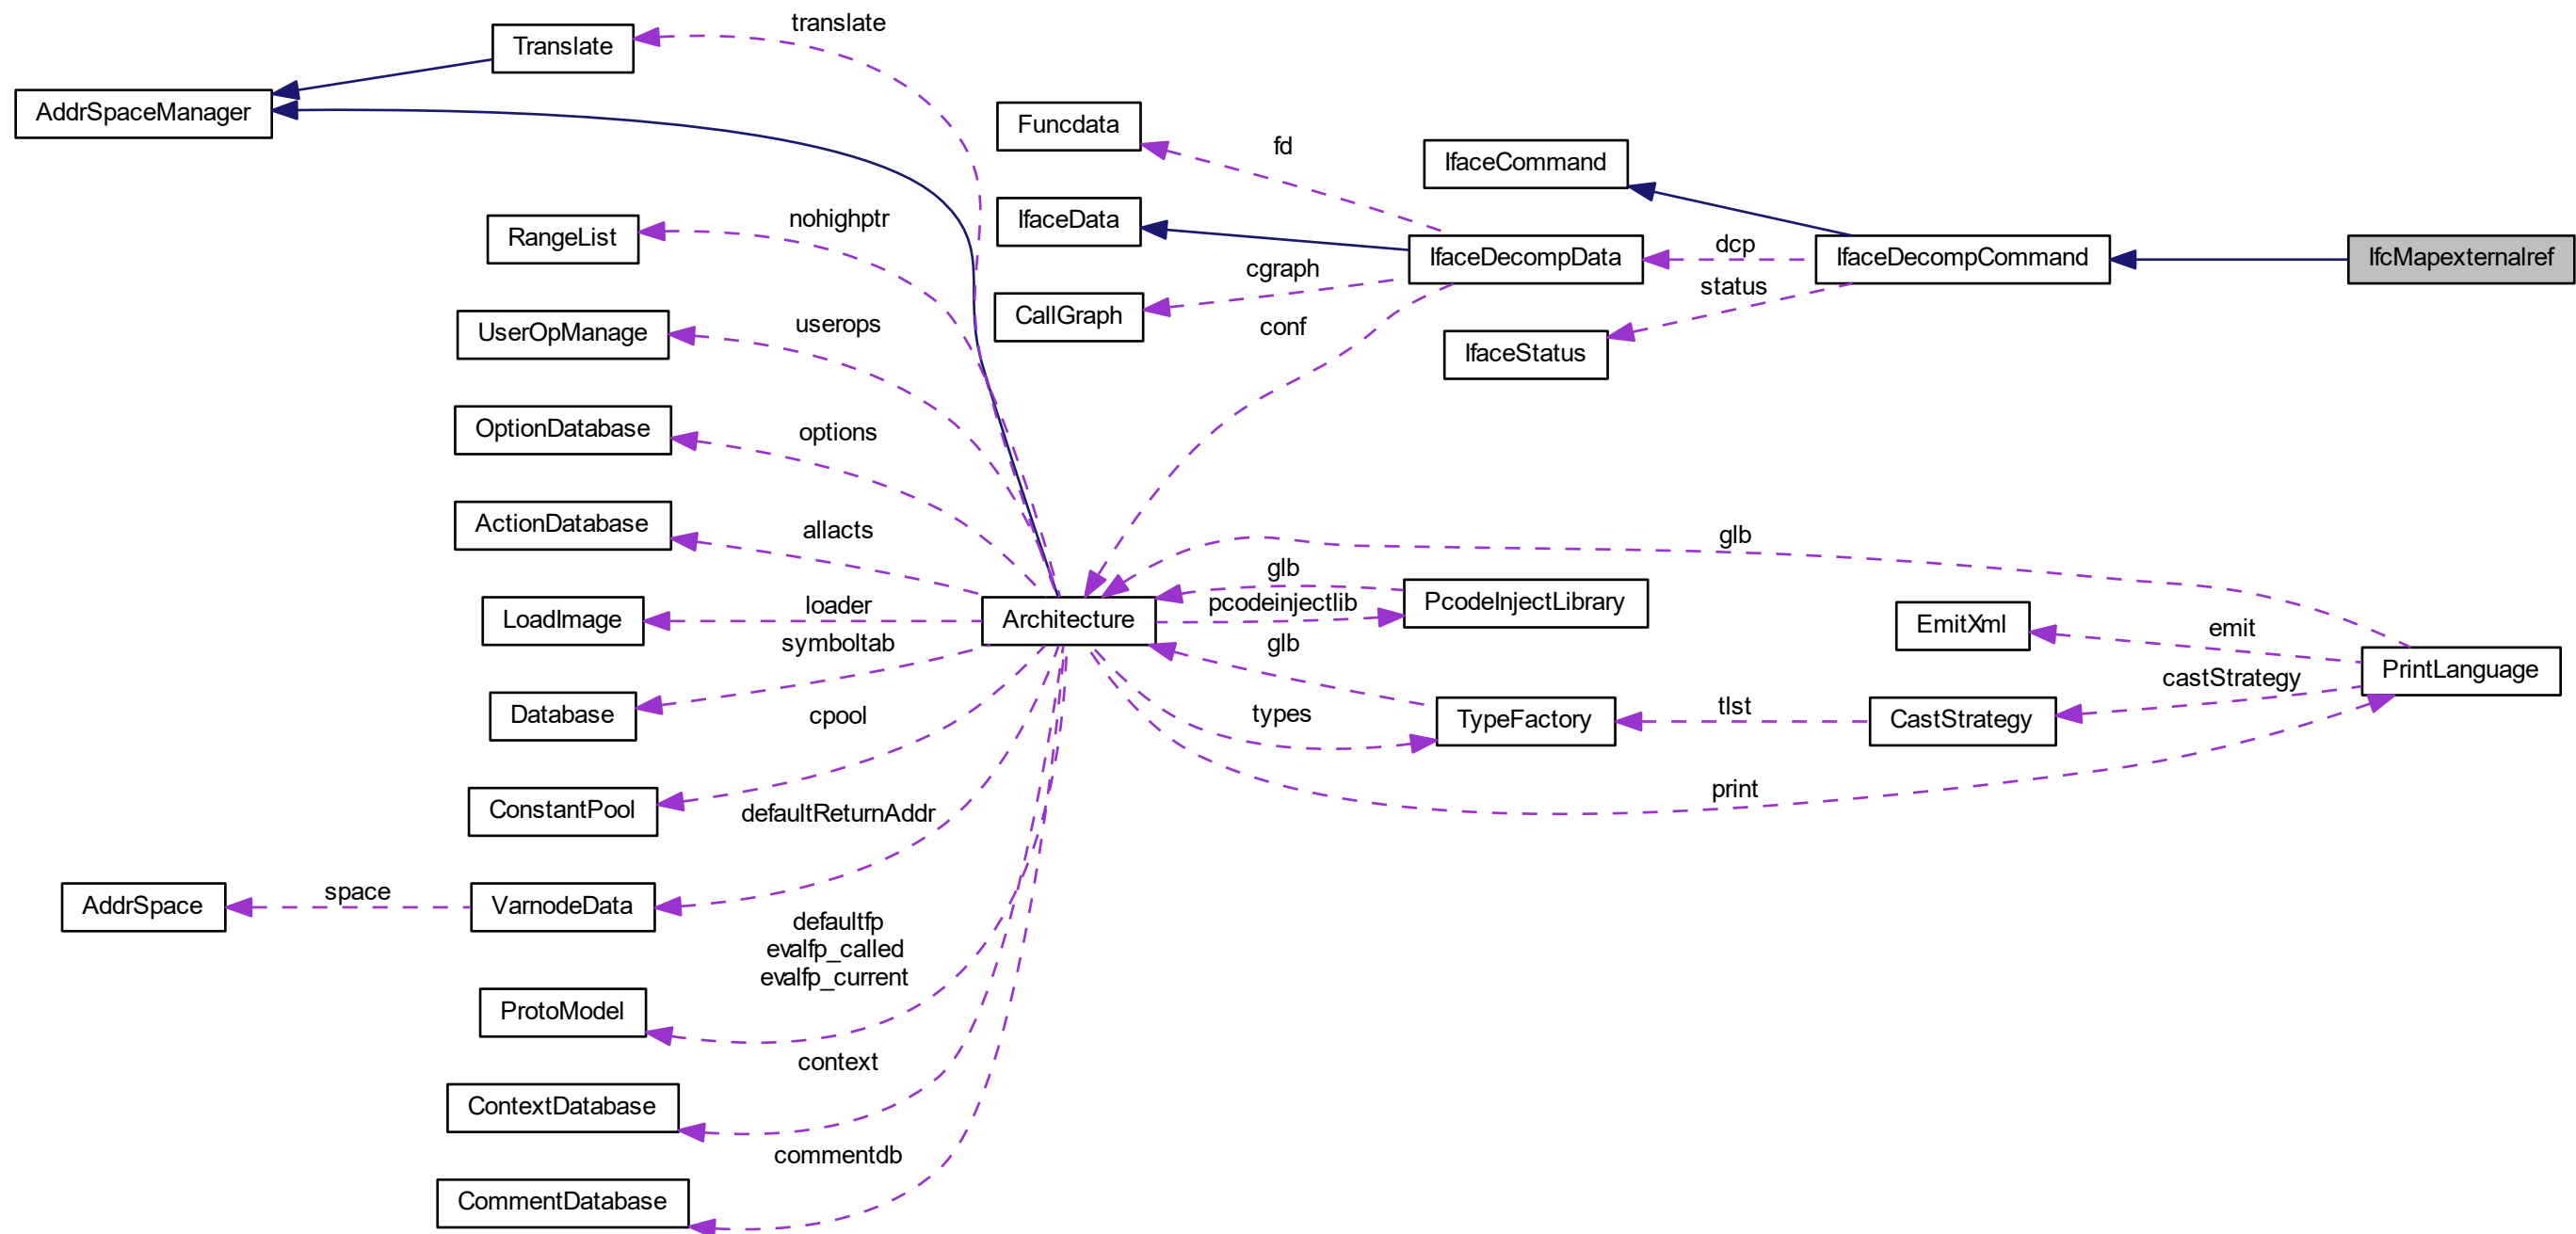 translate
Translate
AddrSpaceManager
Funcdata
fd
IfaceCommand
nohighptr
RangeList
IfaceData
dcp
IfaceDecompData
IfaceDecompCommand
IfcMapexternalref
cgraph
status
CallGraph
conf
userops
UserOpManage
IfaceStatus
options
OptionDatabase
allacts
ActionDatabase
glb
glb
pcodeinjectlib
PcodeInjectLibrary
loader
LoadImage
Architecture
EmitXml
emit
symboltab
glb
PrintLanguage
castStrategy
Database
cpool
types
TypeFactory
tlst
CastStrategy
print
ConstantPool
defaultReturnAddr
AddrSpace
space
VarnodeData
defaultfp
evalfp_called
evalfp_current
ProtoModel
context
ContextDatabase
commentdb
CommentDatabase